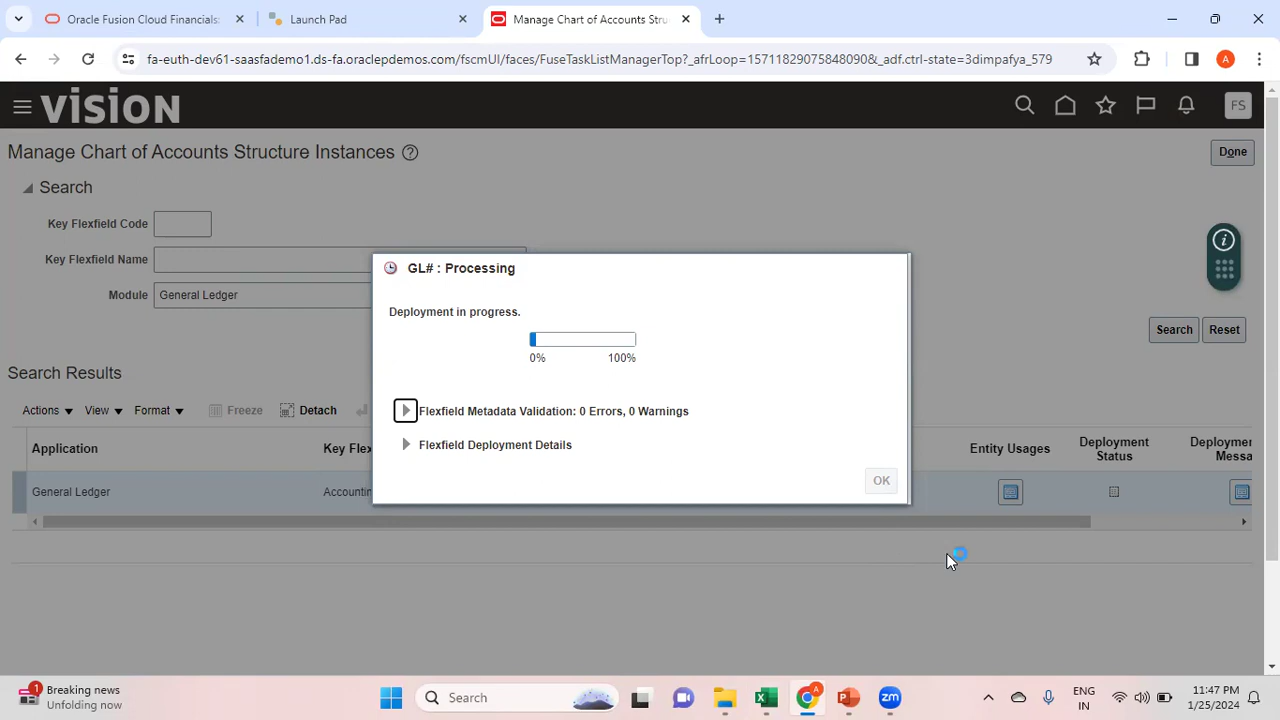 Oracle Fusion Cloud Financials:
Launch Pad
Manage Chart of Accounts Stru
fa-euth-dev61-saasfademo1.ds-fa.oraclepdemos.com/fscmUI/faces/FuseTaskListManagerTop?_afrLoop=15711829075848090&_adf.ctrl-state=3dimpafya_579
A
VISION
FS
Manage Chart of Accounts Structure Instances
Done
Search
Key Flexfield Code
Key Flexfield Name
Module General Ledger
Search Reset
GL# : Processing
Deployment in progress.
0% 100%
Flexfield Metadata Validation: 0 Errors, 0 Warnings
Flexfield Deployment Details
OK
Search Results
Actions View Format Freeze Detach
Application Key Flex Entity Usages Deployment Status Deployme Messa
General Ledger Accountin
Breaking news
Unfolding now
1
Search
A
zm
ENG
IN
11:47 PM
1/25/2024